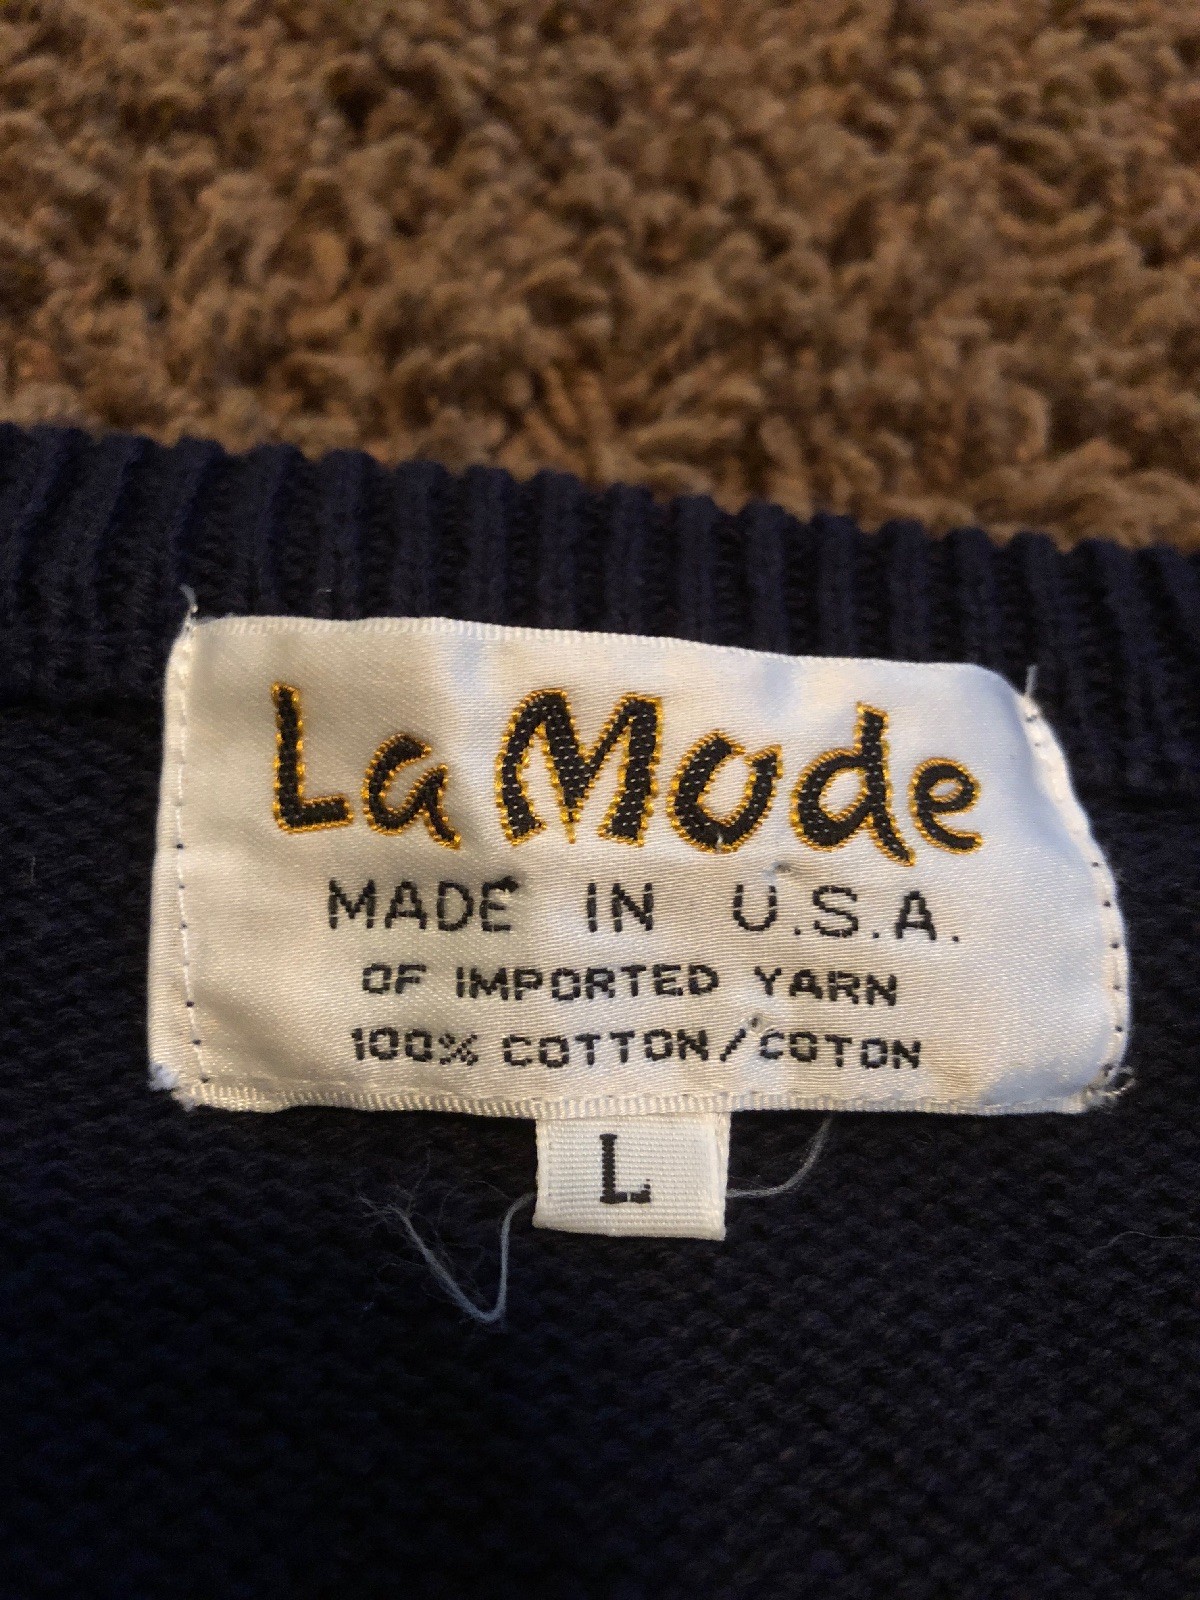 La Mode
MADE IN U.S.A.
OF IMPORTED YARN
100% COTTON/COTON
L